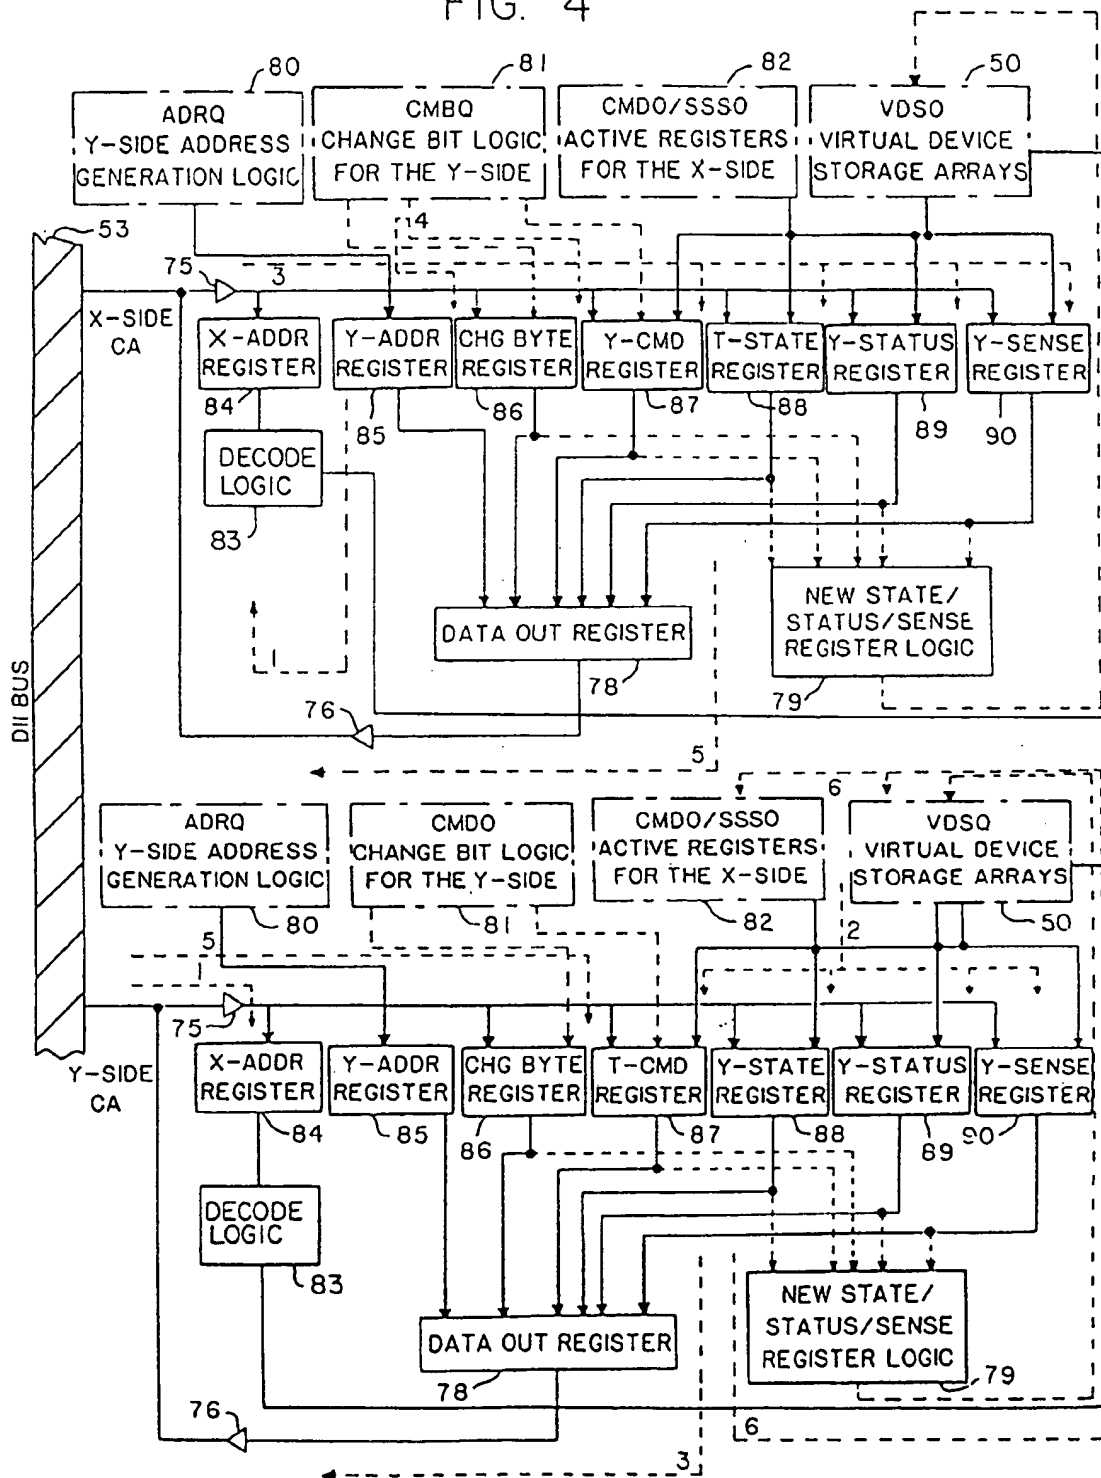 FIG. 4
80
81
82
50
ADRQ
Y-SIDE ADDRESS
GENERATION LOGIC
CMBQ
CHANGE BIT LOGIC
FOR THE Y-SIDE
CMDO/SSSO
ACTIVE REGISTERS
FOR THE X-SIDE
VDSO
VIRTUAL DEVICE
STORAGE ARRAYS
53
4
75
3
X-SIDE
CA
X-ADDR
REGISTER
84
Y-ADDR
REGISTER
85
CHG BYTE
REGISTER
86
Y-CMD
REGISTER
87
T-STATE
REGISTER
88
Y-STATUS
REGISTER
89
Y-SENSE
REGISTER
90
DECODE
LOGIC
83
NEW STATE/
STATUS/SENSE
REGISTER LOGIC
79
DATA OUT REGISTER
78
1
76
5
DII BUS
6
ADRQ
Y-SIDE ADDRESS
GENERATION LOGIC
80
CMDO
CHANGE BIT LOGIC
FOR THE Y-SIDE
81
CMDO/SSSO
ACTIVE REGISTERS
FOR THE X-SIDE
82
VDSQ
VIRTUAL DEVICE
STORAGE ARRAYS
50
2
5
1
75
Y-SIDE
CA
X-ADDR
REGISTER
84
Y-ADDR
REGISTER
85
CHG BYTE
REGISTER
86
T-CMD
REGISTER
87
Y-STATE
REGISTER
88
Y-STATUS
REGISTER
89
Y-SENSE
REGISTER
90
DECODE
LOGIC
83
NEW STATE/
STATUS/SENSE
REGISTER LOGIC
79
DATA OUT REGISTER
78
76
6
3